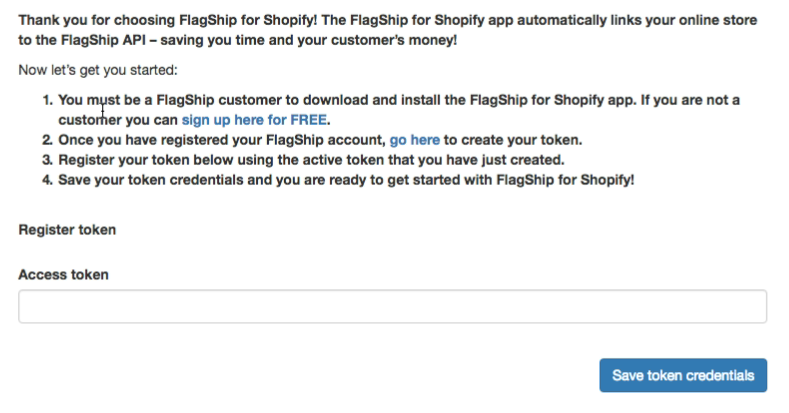 Thank you for choosing FlagShip for Shopify! The FlagShip for Shopify app automatically links your online store
to the FlagShip API – saving you time and your customer's money!
Now let's get you started:
1. You must be a FlagShip customer to download and install the FlagShip for Shopify app. If you are not a
customer you can sign up here for FREE.
2. Once you have registered your FlagShip account, go here to create your token.
3. Register your token below using the active token that you have just created.
4. Save your token credentials and you are ready to get started with FlagShip for Shopify!
Register token
Access token
Save token credentials